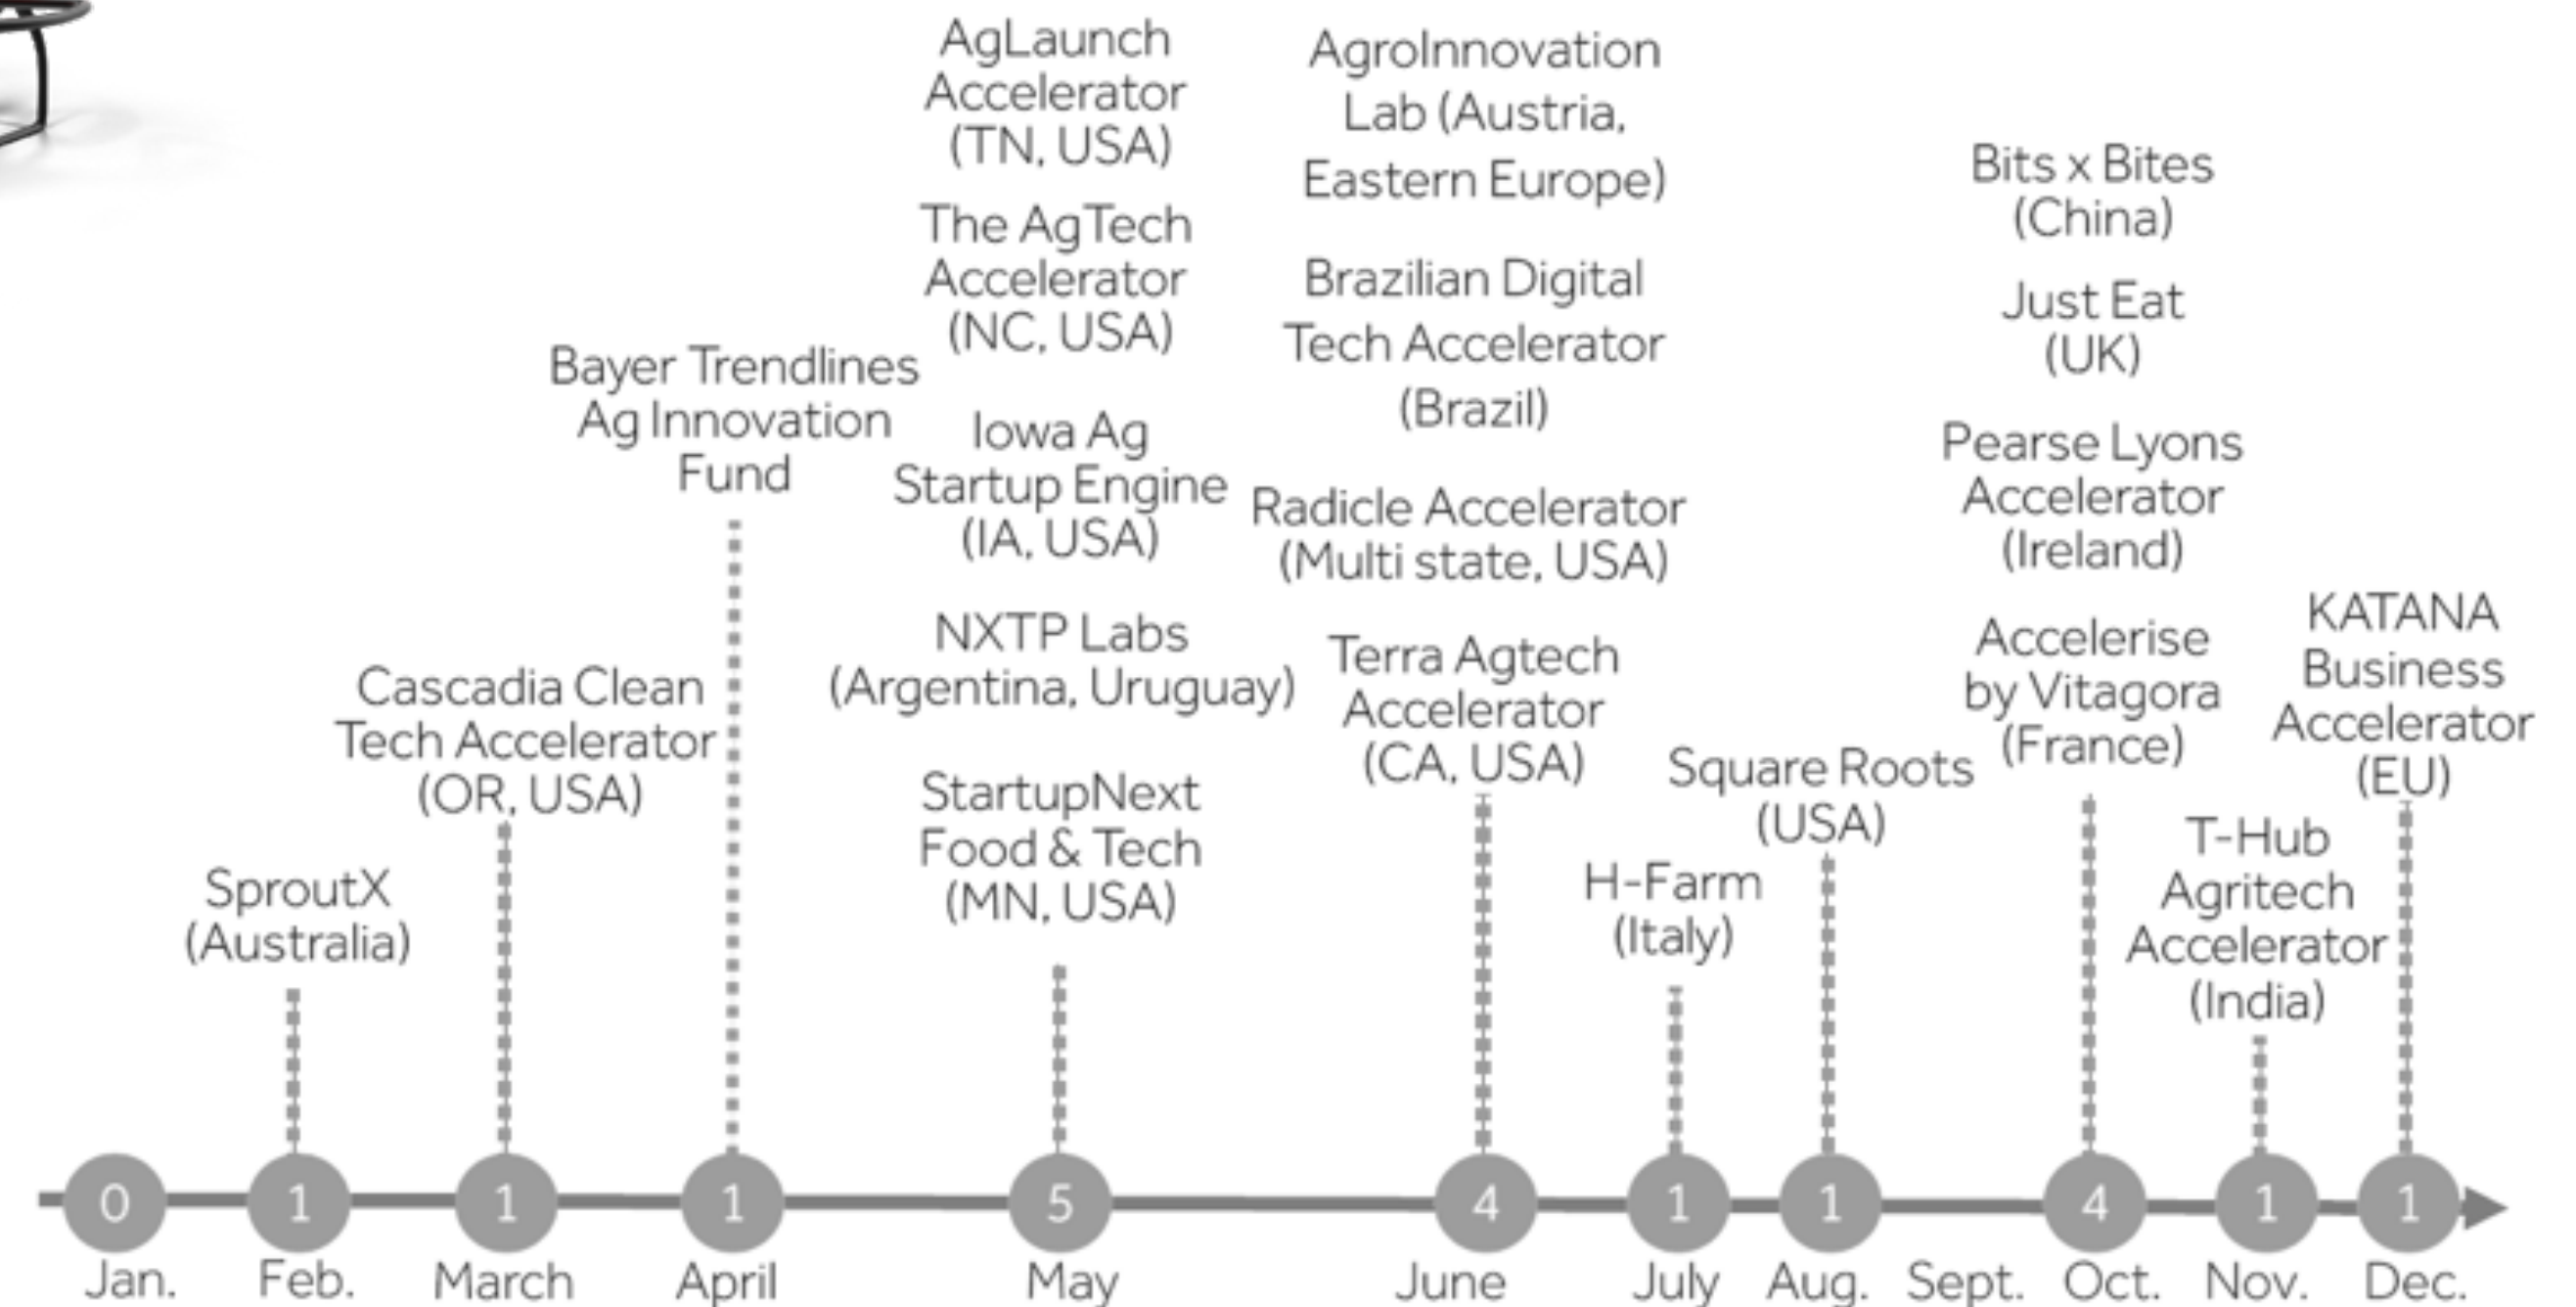 SproutX
(Australia)
Cascadia Clean
Tech Accelerator
(OR, USA)
Bayer Trendlines
Ag Innovation
Fund
AgLaunch
Accelerator
(TN, USA)
The AgTech
Accelerator
(NC, USA)
Iowa Ag
Startup Engine
(IA, USA)
NXTP Labs
(Argentina, Uruguay)
StartupNext
Food & Tech
(MN, USA)
AgroInnovation
Lab (Austria,
Eastern Europe)
Brazilian Digital
Tech Accelerator
(Brazil)
Radicle Accelerator
(Multi state, USA)
Terra Agtech
Accelerator
(CA, USA)
H-Farm
(Italy)
Square Roots
(USA)
Bits x Bites
(China)
Just Eat
(UK)
Pearse Lyons
Accelerator
(Ireland)
Accelerise
by Vitagora
(France)
T-Hub
Agritech
Accelerator
(India)
KATANA
Business
Accelerator
(EU)
0 1 1 1 5 4 1 1 4 1 1
Jan. Feb. March April May June July Aug. Sept. Oct. Nov. Dec.